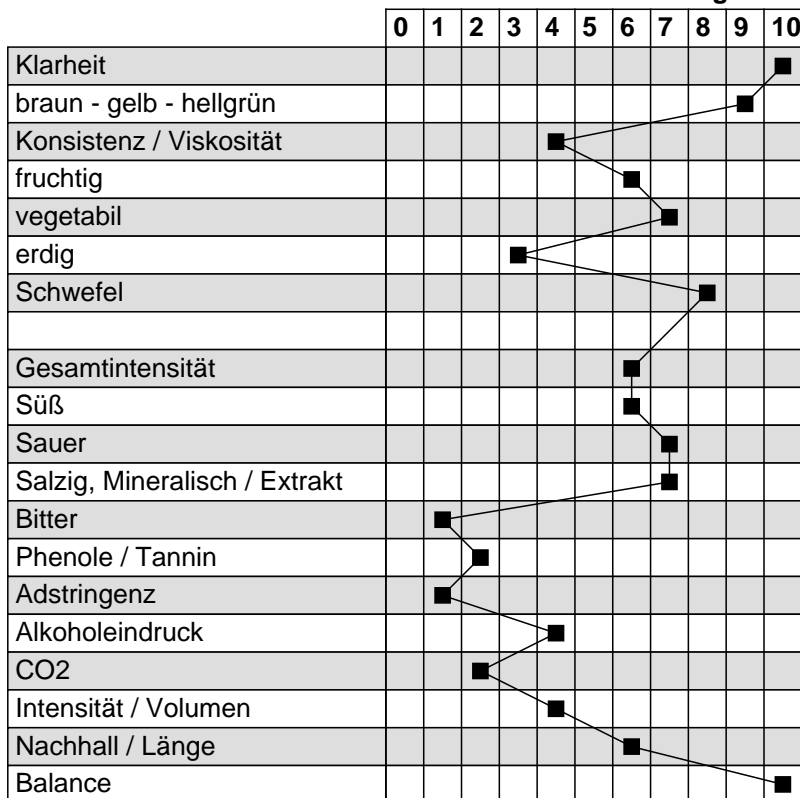 0 1 2 3 4 5 6 7 8 9 10
Klarheit
braun - gelb - hellgrün
Konsistenz / Viskosität
fruchtig
vegetabil
erdig
Schwefel
Gesamtintensität
Süß
Sauer
Salzig, Mineralisch / Extrakt
Bitter
Phenole / Tannin
Adstringenz
Alkoholeindruck
CO2
Intensität / Volumen
Nachhall / Länge
Balance